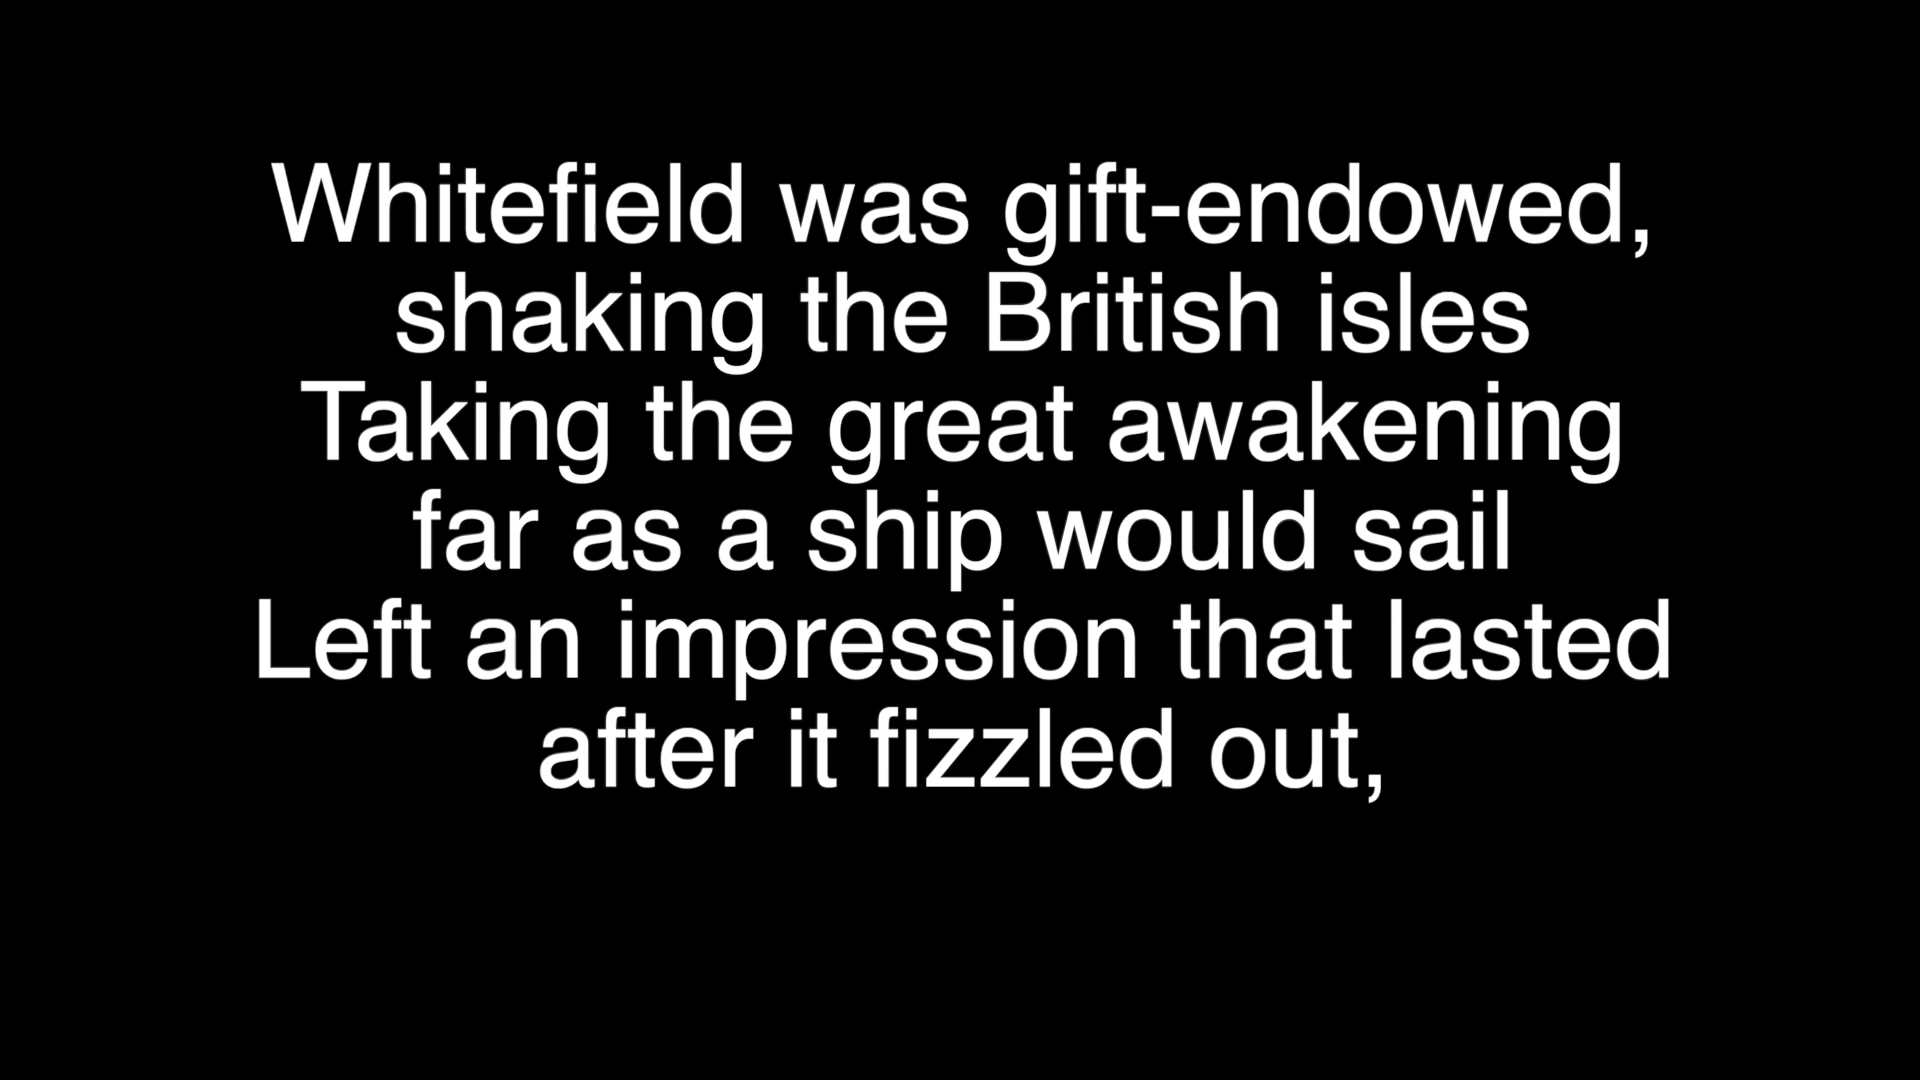 Whitefield was gift-endowed,
shaking the British isles
Taking the great awakening
far as a ship would sail
Left an impression that lasted
after it fizzled out,